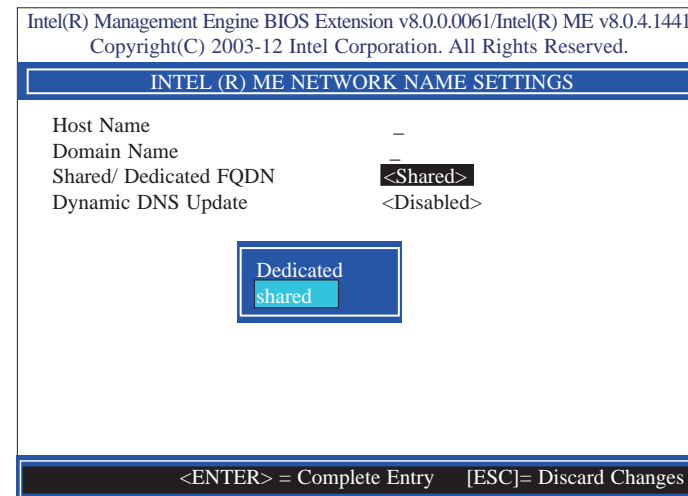 Intel(R) Management Engine BIOS Extension v8.0.0.0061/Intel(R) ME v8.0.4.1441
Copyright(C) 2003-12 Intel Corporation. All Rights Reserved.
INTEL (R) ME NETWORK NAME SETTINGS
Host Name _
Domain Name _
Shared/ Dedicated FQDN <Shared>
Dynamic DNS Update <Disabled>
Dedicated
shared
<ENTER> = Complete Entry [ESC]= Discard Changes